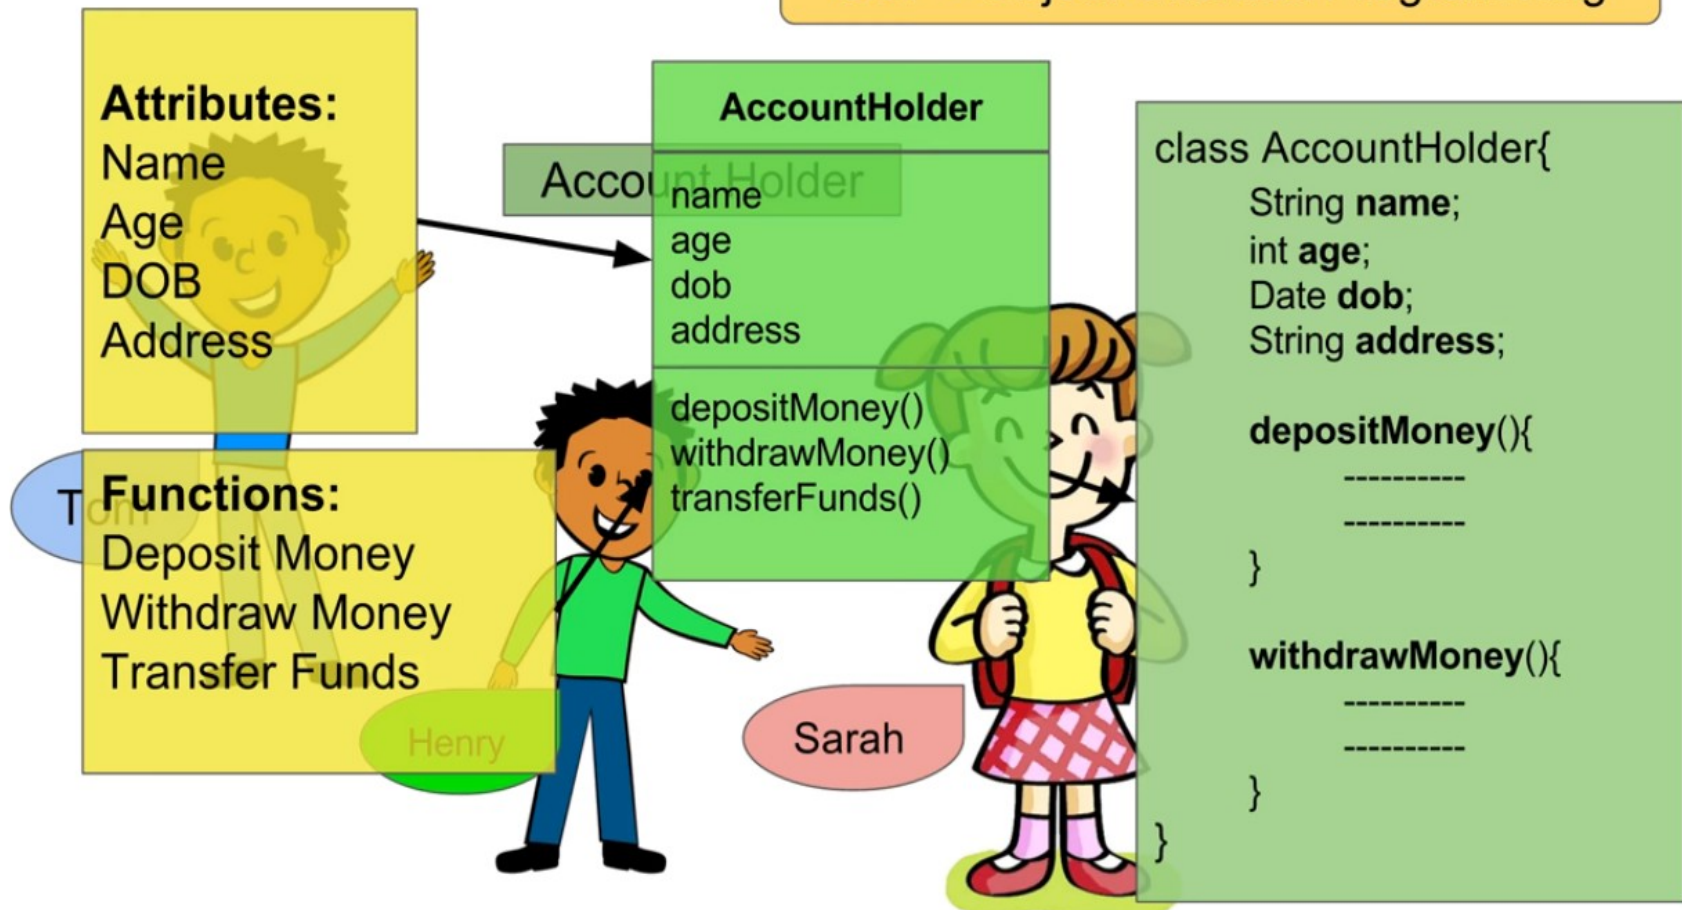 Attributes:
Name
Age
DOB
Address
Functions:
Deposit Money
Withdraw Money
Transfer Funds
Tom
Henry
Account Holder
AccountHolder
name
age
dob
address
depositMoney()
withdrawMoney()
transferFunds()
Sarah
class AccountHolder{
String name;
int age;
Date dob;
String address;
depositMoney(){
----------
----------
}
withdrawMoney(){
----------
----------
}
}